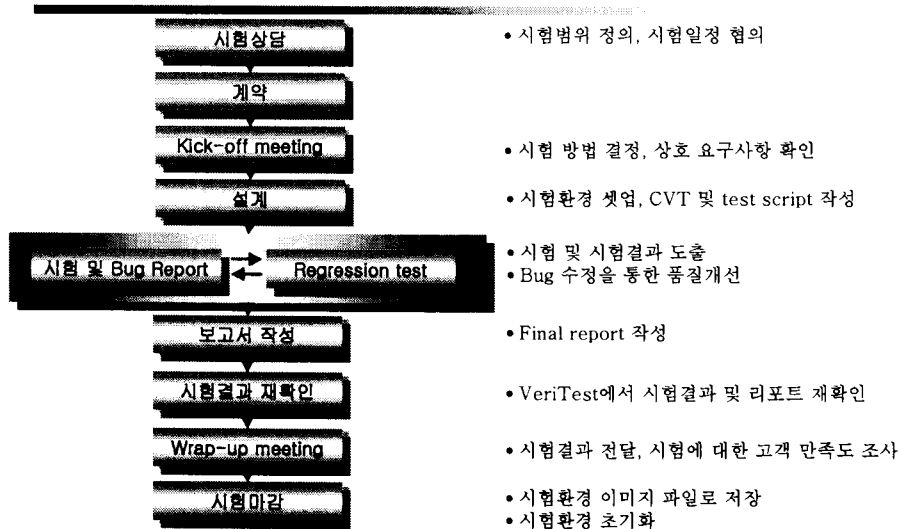 시험상담
• 시험범위 정의, 시험일정 협의
계약
Kick-off meeting
• 시험 방법 결정, 상호 요구사항 확인
설계
• 시험환경 셋업, CVT 및 test script 작성
시험 및 Bug Report
Regression test
• 시험 및 시험결과 도출
• Bug 수정을 통한 품질개선
보고서 작성
• Final report 작성
시험결과 재확인
• VeriTest에서 시험결과 및 리포트 재확인
Wrap-up meeting
• 시험결과 전달, 시험에 대한 고객 만족도 조사
시험마감
• 시험환경 이미지 파일로 저장
• 시험환경 초기화